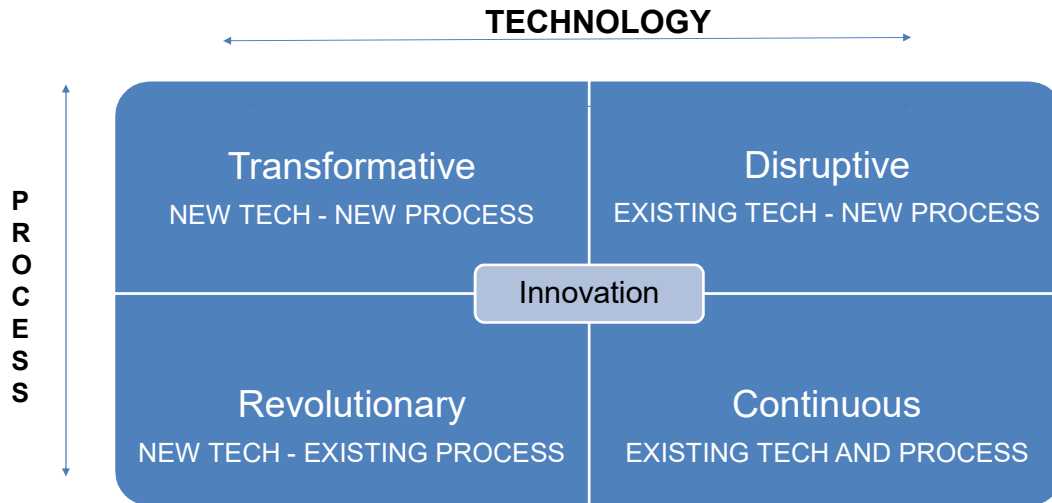 TECHNOLOGY
P
R
O
C
E
S
S
Transformative
NEW TECH - NEW PROCESS
Disruptive
EXISTING TECH - NEW PROCESS
Innovation
Revolutionary
NEW TECH - EXISTING PROCESS
Continuous
EXISTING TECH AND PROCESS